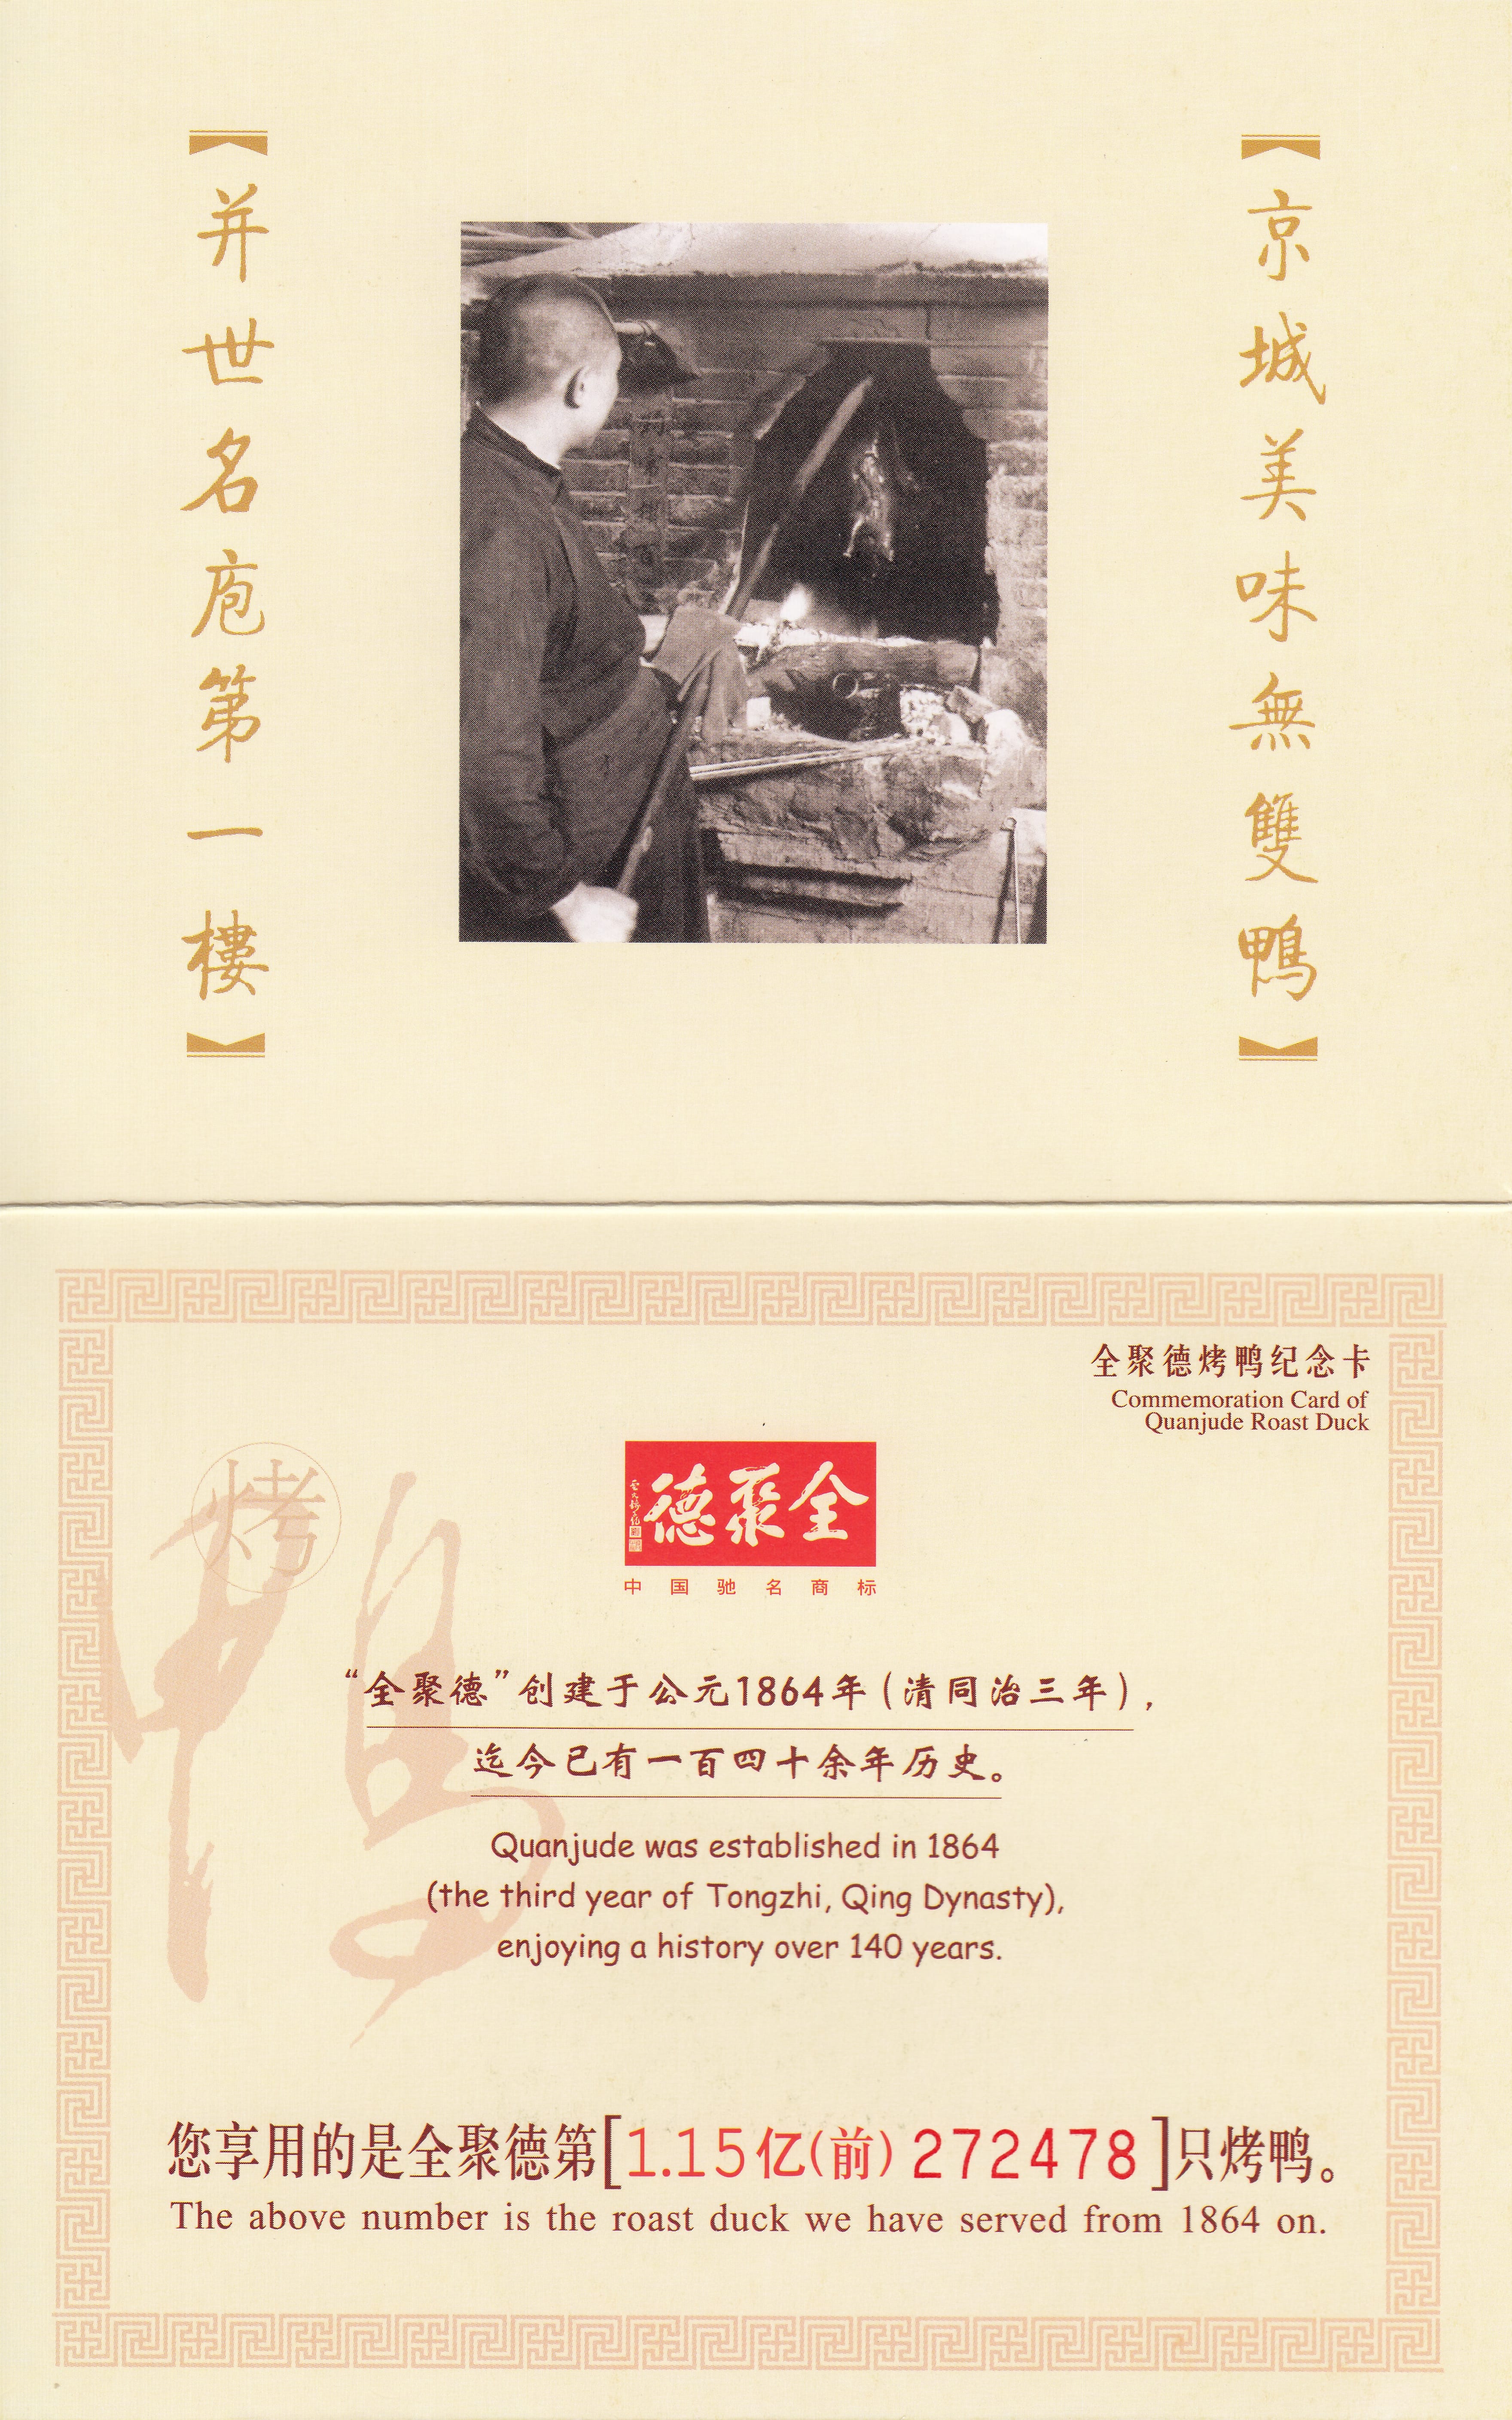 京城美味無雙鴨
并世名庖第一樓
全聚德烤鸭纪念卡
Commemoration Card of
Quanjude Roast Duck
烤
鸭
德聚全
中国驰名商标
“全聚德”创建于公元1864年(清同治三年),
迄今已有一百四十余年历史。
Quanjude was established in 1864
(the third year of Tongzhi, Qing Dynasty),
enjoying a history over 140 years.
您享用的是全聚德第[1.15亿(前) 272478]只烤鸭。
The above number is the roast duck we have served from 1864 on.